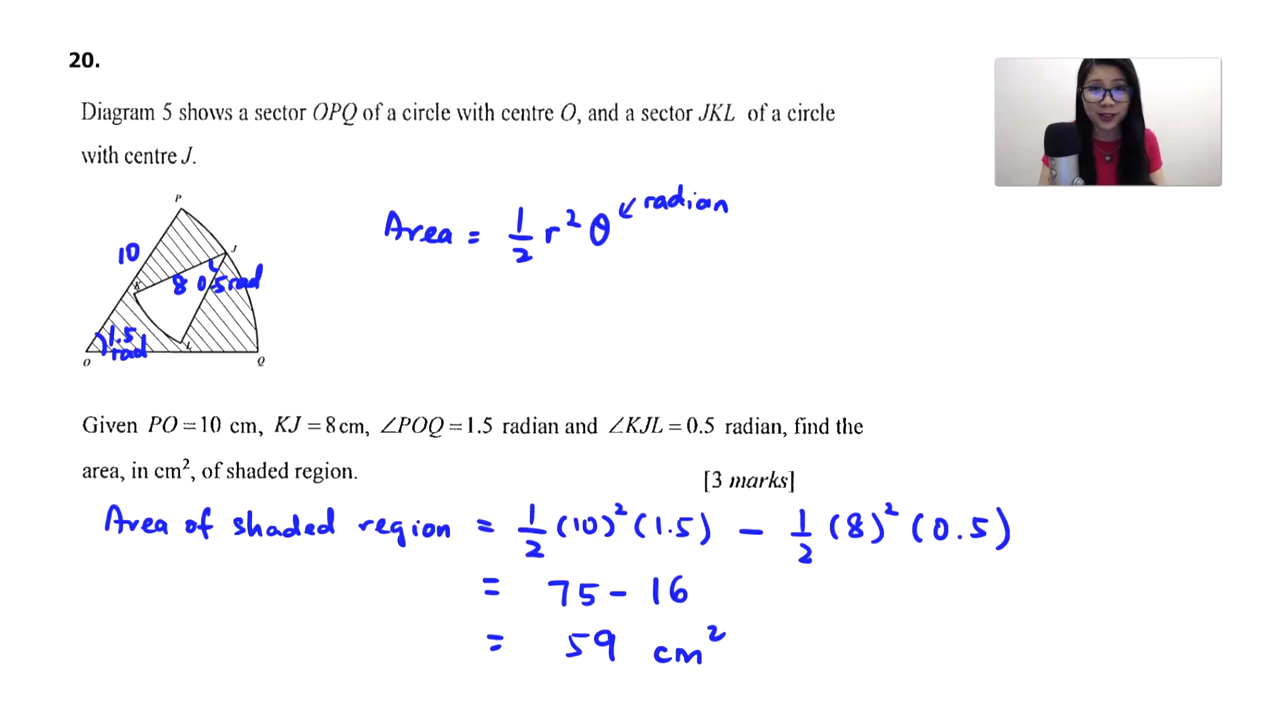 20.
Diagram 5 shows a sector OPQ of a circle with centre O, and a sector JKL of a circle
with centre J.
P
Area = 1/2 r² θ ↙ radian
10
J
K
8 0.5 rad
1.5
rad
L
O
Q
Given PO = 10 cm, KJ = 8 cm, ∠POQ = 1.5 radian and ∠KJL = 0.5 radian, find the
area, in cm², of shaded region.
[3 marks]
Area of shaded region = 1/2 (10)² (1.5) − 1/2 (8)² (0.5)
= 75 − 16
= 59 cm²